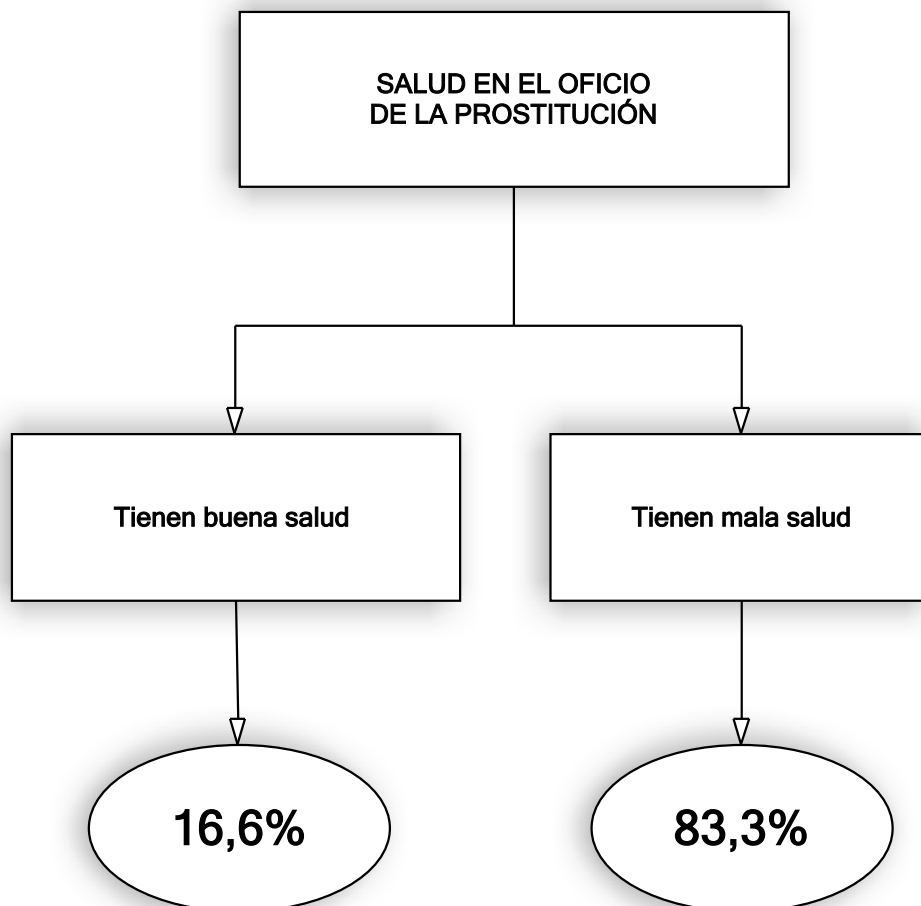 SALUD EN EL OFICIO
DE LA PROSTITUCIÓN
Tienen buena salud
Tienen mala salud
16,6%
83,3%